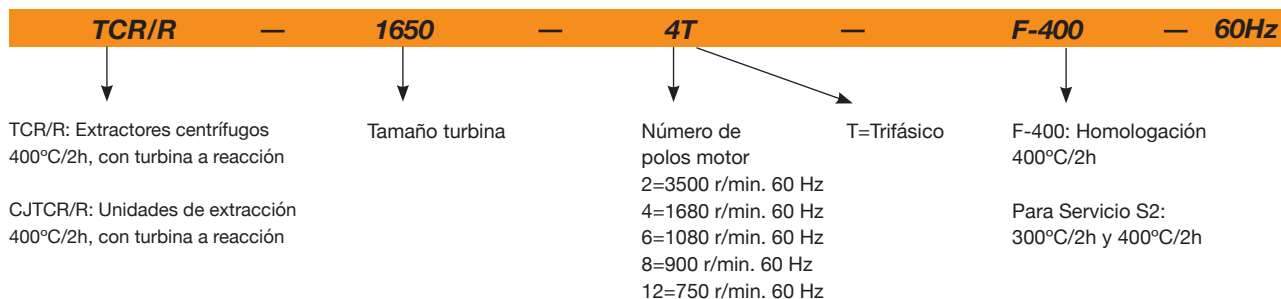 TCR/R — 1650 — 4T — F-400 — 60Hz
TCR/R: Extractores centrífugos
400ºC/2h, con turbina a reacción
CJTCR/R: Unidades de extracción
400ºC/2h, con turbina a reacción
Tamaño turbina
Número de
polos motor
2=3500 r/min. 60 Hz
4=1680 r/min. 60 Hz
6=1080 r/min. 60 Hz
8=900 r/min. 60 Hz
12=750 r/min. 60 Hz
T=Trifásico
F-400: Homologación
400ºC/2h
Para Servicio S2:
300ºC/2h y 400ºC/2h